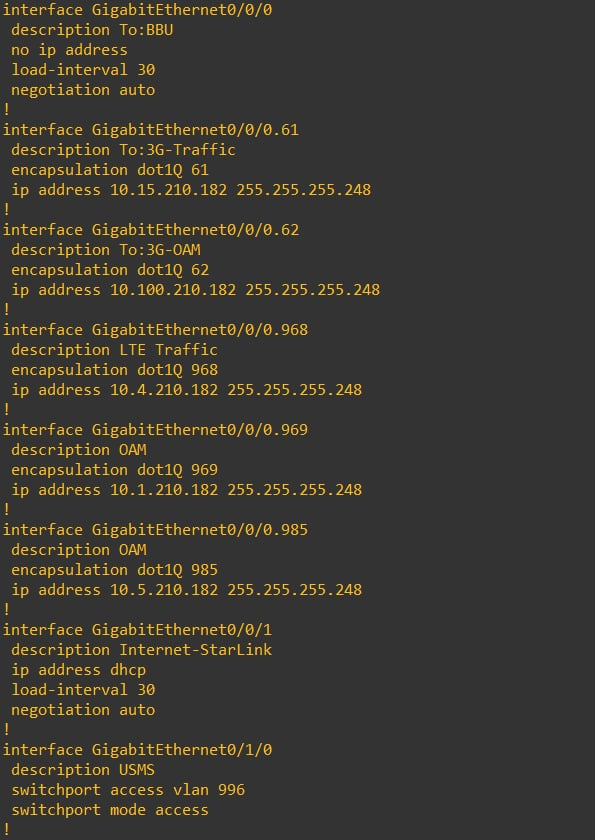 interface GigabitEthernet0/0/0
description To:BBU
no ip address
load-interval 30
negotiation auto
!
interface GigabitEthernet0/0/0.61
description To:3G-Traffic
encapsulation dot1Q 61
ip address 10.15.210.182 255.255.255.248
!
interface GigabitEthernet0/0/0.62
description To:3G-OAM
encapsulation dot1Q 62
ip address 10.100.210.182 255.255.255.248
!
interface GigabitEthernet0/0/0.968
description LTE Traffic
encapsulation dot1Q 968
ip address 10.4.210.182 255.255.255.248
!
interface GigabitEthernet0/0/0.969
description OAM
encapsulation dot1Q 969
ip address 10.1.210.182 255.255.255.248
!
interface GigabitEthernet0/0/0.985
description OAM
encapsulation dot1Q 985
ip address 10.5.210.182 255.255.255.248
!
interface GigabitEthernet0/0/1
description Internet-StarLink
ip address dhcp
load-interval 30
negotiation auto
!
interface GigabitEthernet0/1/0
description USMS
switchport access vlan 996
switchport mode access
!